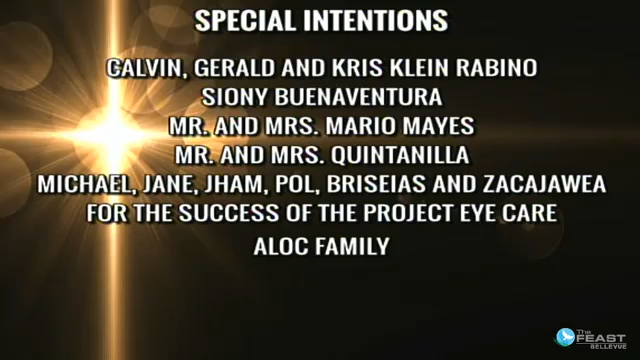 SPECIAL INTENTIONS
CALVIN, GERALD AND KRIS KLEIN RABINO
SIONY BUENAVENTURA
MR. AND MRS. MARIO MAYES
MR. AND MRS. QUINTANILLA
MICHAEL, JANE, JHAM, POL, BRISEIAS AND ZACAJAWEA
FOR THE SUCCESS OF THE PROJECT EYE CARE
ALOC FAMILY
The
FEAST
BELLEVUE